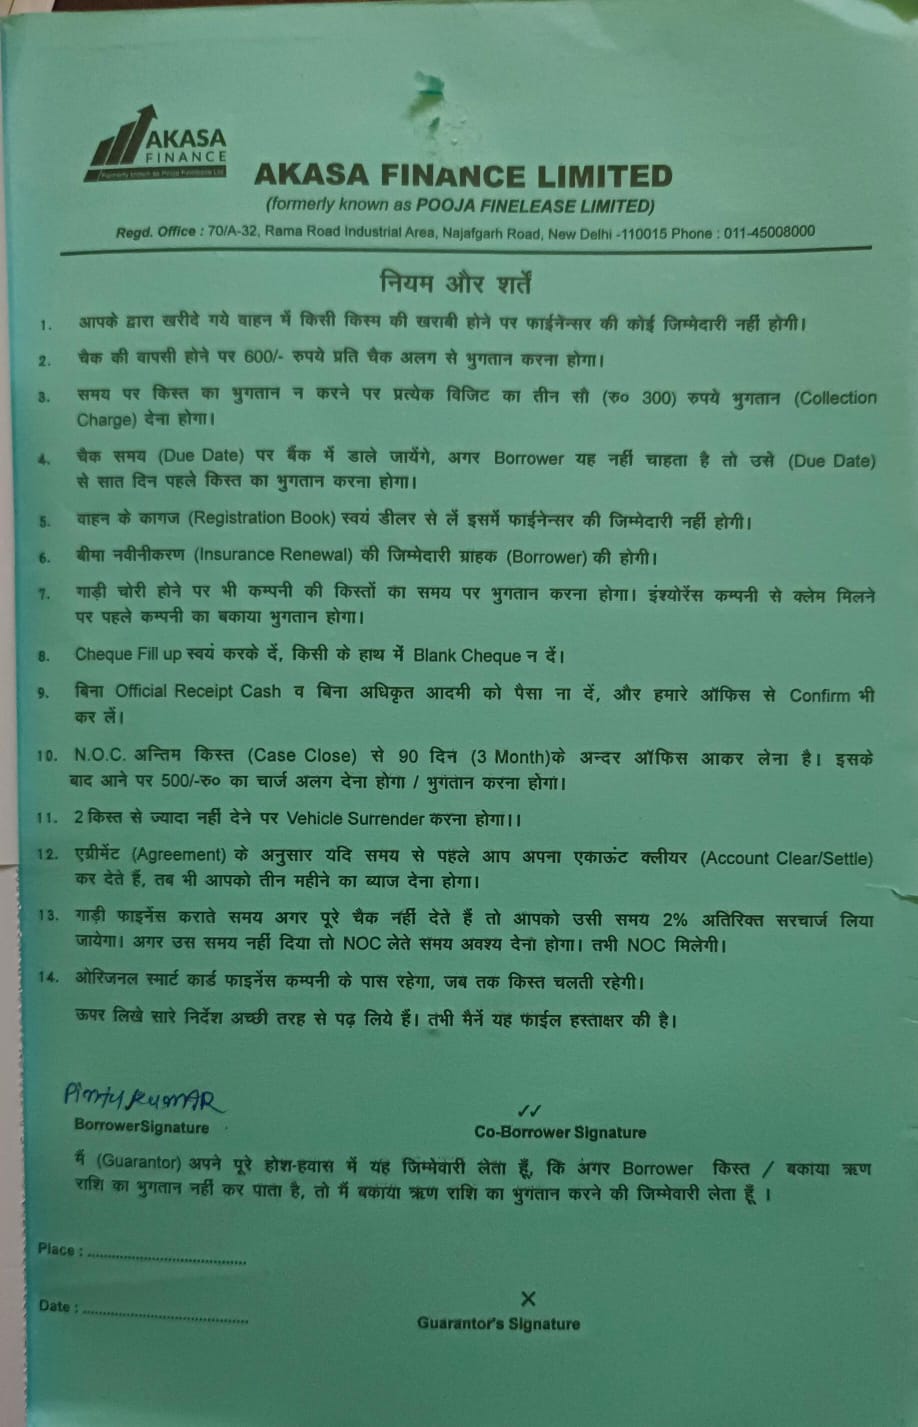 AKASA
FINANCE
(Formerly known as Pooja Finelease Ltd.
AKASA FINANCE LIMITED
(formerly known as POOJA FINELEASE LIMITED)
Regd. Office : 70/A-32, Rama Road Industrial Area, Najafgarh Road, New Delhi -110015 Phone : 011-45008000
नियम और शर्तें
1. आपके द्वारा खरीदे गये वाहन में किसी किस्म की खराबी होने पर फाईनेन्सर की कोई जिम्मेदारी नहीं होगी।
2. चैक की वापसी होने पर 600/- रुपये प्रति चैक अलग से भुगतान करना होगा।
3. समय पर किस्त का भुगतान न करने पर प्रत्येक विजिट का तीन सौ (रु० 300) रुपये भुगतान (Collection
Charge) देना होगा।
4. चैक समय (Due Date) पर बैंक में डाले जायेंगे, अगर Borrower यह नहीं चाहता है तो उसे (Due Date)
से सात दिन पहले किस्त का भुगतान करना होगा।
5. वाहन के कागज (Registration Book) स्वयं डीलर से लें इसमें फाईनेन्सर की जिम्मेदारी नहीं होगी।
6. बीमा नवीनीकरण (Insurance Renewal) की जिम्मेदारी ग्राहक (Borrower) की होगी।
7. गाड़ी चोरी होने पर भी कम्पनी की किस्तों का समय पर भुगतान करना होगा। इंश्योरेंस कम्पनी से क्लेम मिलने
पर पहले कम्पनी का बकाया भुगतान होगा।
8. Cheque Fill up स्वयं करके दें, किसी के हाथ में Blank Cheque न दें।
9. बिना Official Receipt Cash व बिना अधिकृत आदमी को पैसा ना दें, और हमारे ऑफिस से Confirm भी
कर लें।
10. N.O.C. अन्तिम किस्त (Case Close) से 90 दिन (3 Month)के अन्दर ऑफिस आकर लेना है। इसके
बाद आने पर 500/-रु० का चार्ज अलग देना होगा / भुगतान करना होगा।
11. 2 किस्त से ज्यादा नहीं देने पर Vehicle Surrender करना होगा।।
12. एग्रीमेंट (Agreement) के अनुसार यदि समय से पहले आप अपना एकाऊंट क्लीयर (Account Clear/Settle)
कर देते हैं, तब भी आपको तीन महीने का ब्याज देना होगा।
13. गाड़ी फाइनेंस कराते समय अगर पूरे चैक नहीं देते हैं तो आपको उसी समय 2% अतिरिक्त सरचार्ज लिया
जायेगा। अगर उस समय नहीं दिया तो NOC लेते समय अवश्य देना होगा। तभी NOC मिलेगी।
14. ओरिजनल स्मार्ट कार्ड फाइनेंस कम्पनी के पास रहेगा, जब तक किस्त चलती रहेगी।
ऊपर लिखे सारे निर्देश अच्छी तरह से पढ़ लिये हैं। तभी मैनें यह फाईल हस्ताक्षर की है।
Pintu KumAR
BorrowerSignature
Co-Borrower Signature
मैं (Guarantor) अपने पूरे होश-हवास में यह जिम्मेवारी लेता हूँ, कि अगर Borrower किस्त / बकाया ऋण
राशि का भुगतान नहीं कर पाता है, तो मैं बकाया ऋण राशि का भुगतान करने की जिम्मेवारी लेता हूँ ।
Place : ........................................
Date : ..........................................
X
Guarantor's Signature